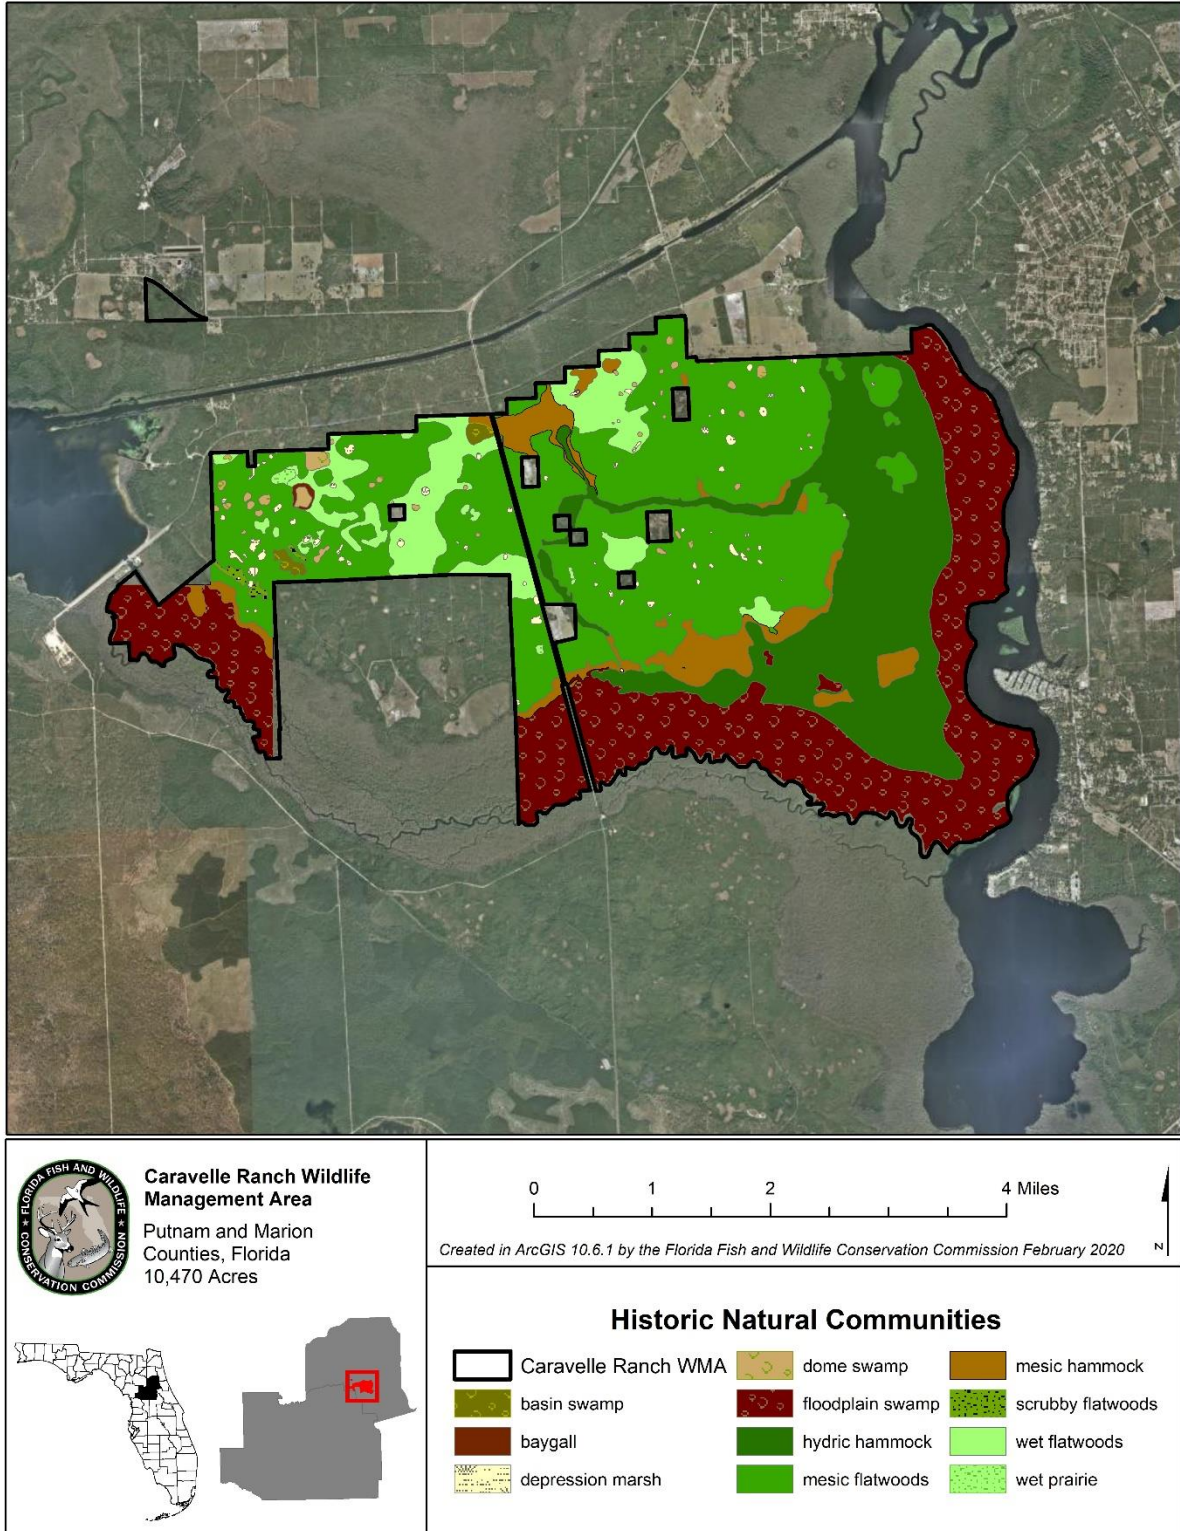 FLORIDA FISH AND WILDLIFE
CONSERVATION COMMISSION
Caravelle Ranch Wildlife
Management Area
Putnam and Marion
Counties, Florida
10,470 Acres
0 1 2 4 Miles
Created in ArcGIS 10.6.1 by the Florida Fish and Wildlife Conservation Commission February 2020
N
Historic Natural Communities
Caravelle Ranch WMA
basin swamp
baygall
depression marsh
dome swamp
floodplain swamp
hydric hammock
mesic flatwoods
mesic hammock
scrubby flatwoods
wet flatwoods
wet prairie